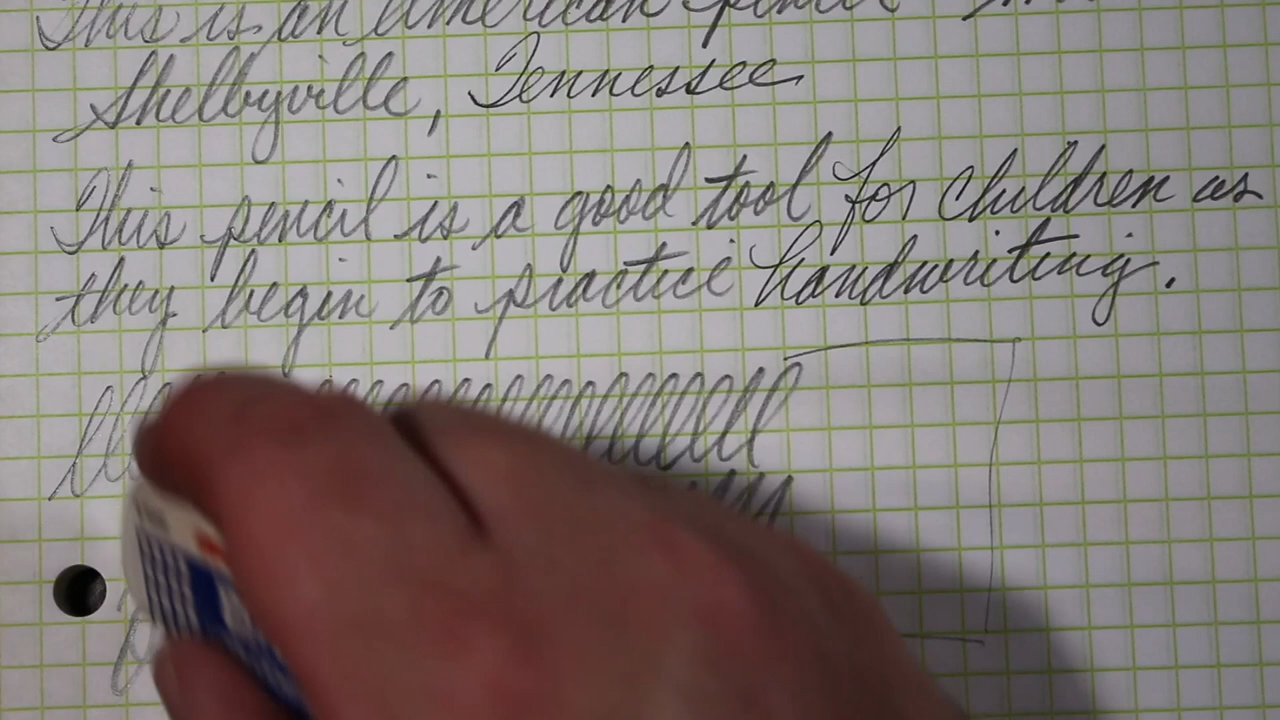 This is an American pencil
Shelbyville, Tennessee
This pencil is a good tool for children as
they begin to practice handwriting.